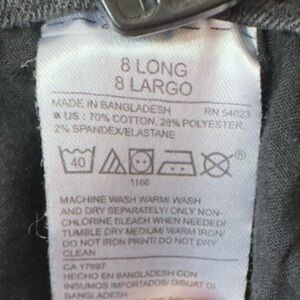 8 LONG
8 LARGO
MADE IN BANGLADESH RN 54023
US : 70% COTTON, 28% POLYESTER,
2% SPANDEX/ELASTANE
40
1166
MACHINE WASH WARM/ WASH
AND DRY SEPARATELY/ ONLY NON-
CHLORINE BLEACH WHEN NEEDED/
TUMBLE DRY MEDIUM/ WARM IRON/
DO NOT IRON PRINT/ DO NOT DRY
CLEAN
CA 17897
HECHO EN BANGLADESH CON
INSUMOS IMPORTADOS/ DIBUAT DI
BANGLADESH